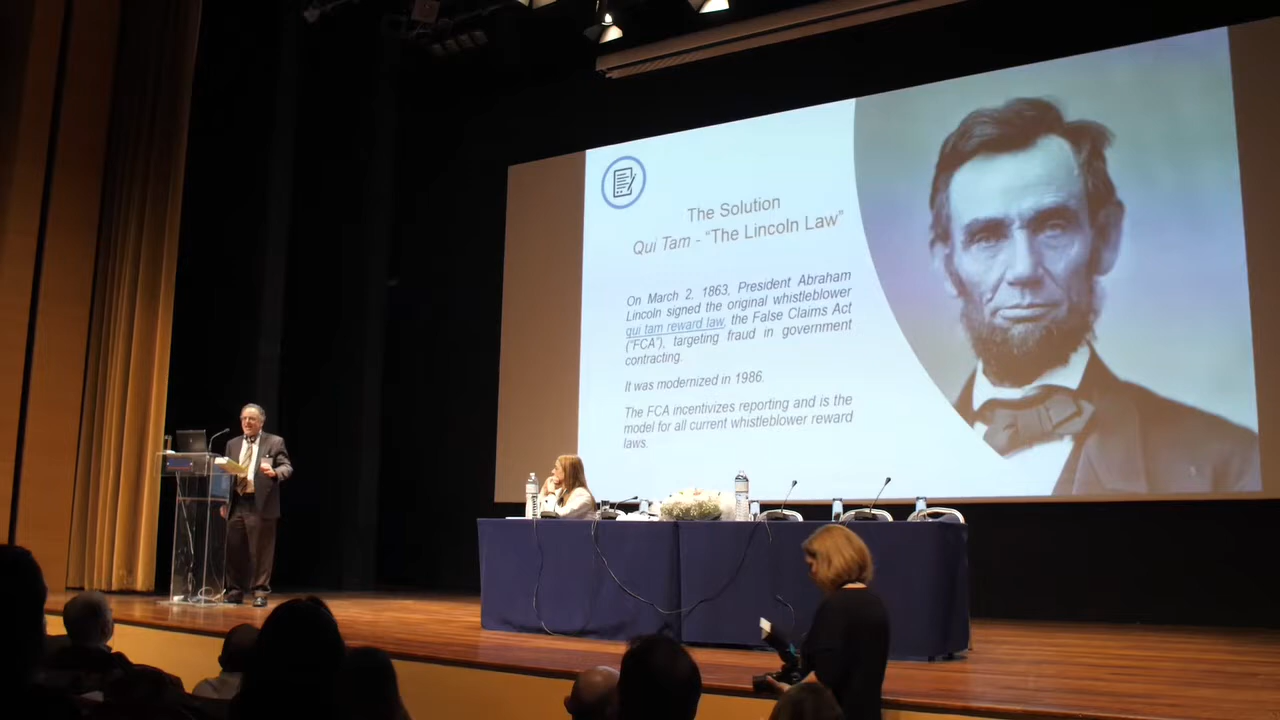 The Solution
Qui Tam - “The Lincoln Law”
On March 2, 1863, President Abraham
Lincoln signed the original whistleblower
qui tam reward law, the False Claims Act
(“FCA”), targeting fraud in government
contracting.
It was modernized in 1986.
The FCA incentivizes reporting and is the
model for all current whistleblower reward
laws.